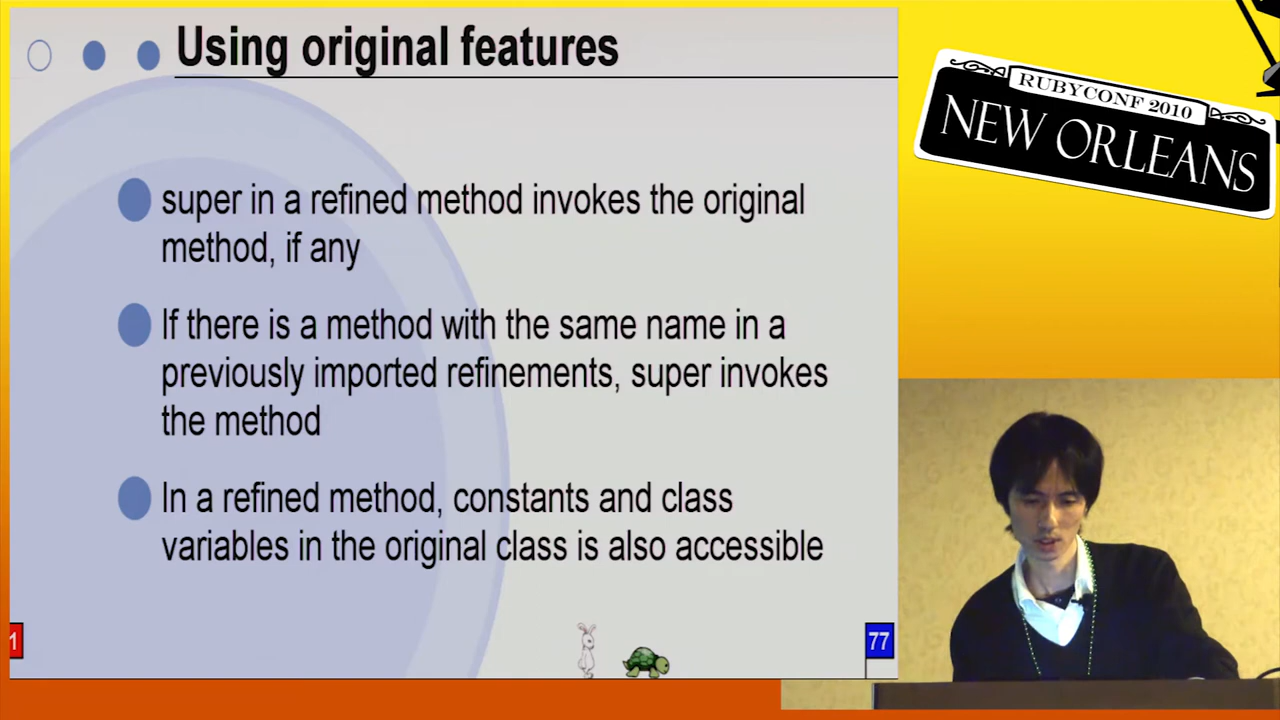 Using original features
super in a refined method invokes the original
method, if any
If there is a method with the same name in a
previously imported refinements, super invokes
the method
In a refined method, constants and class
variables in the original class is also accessible
1
77
RUBYCONF 2010
NEW ORLEANS